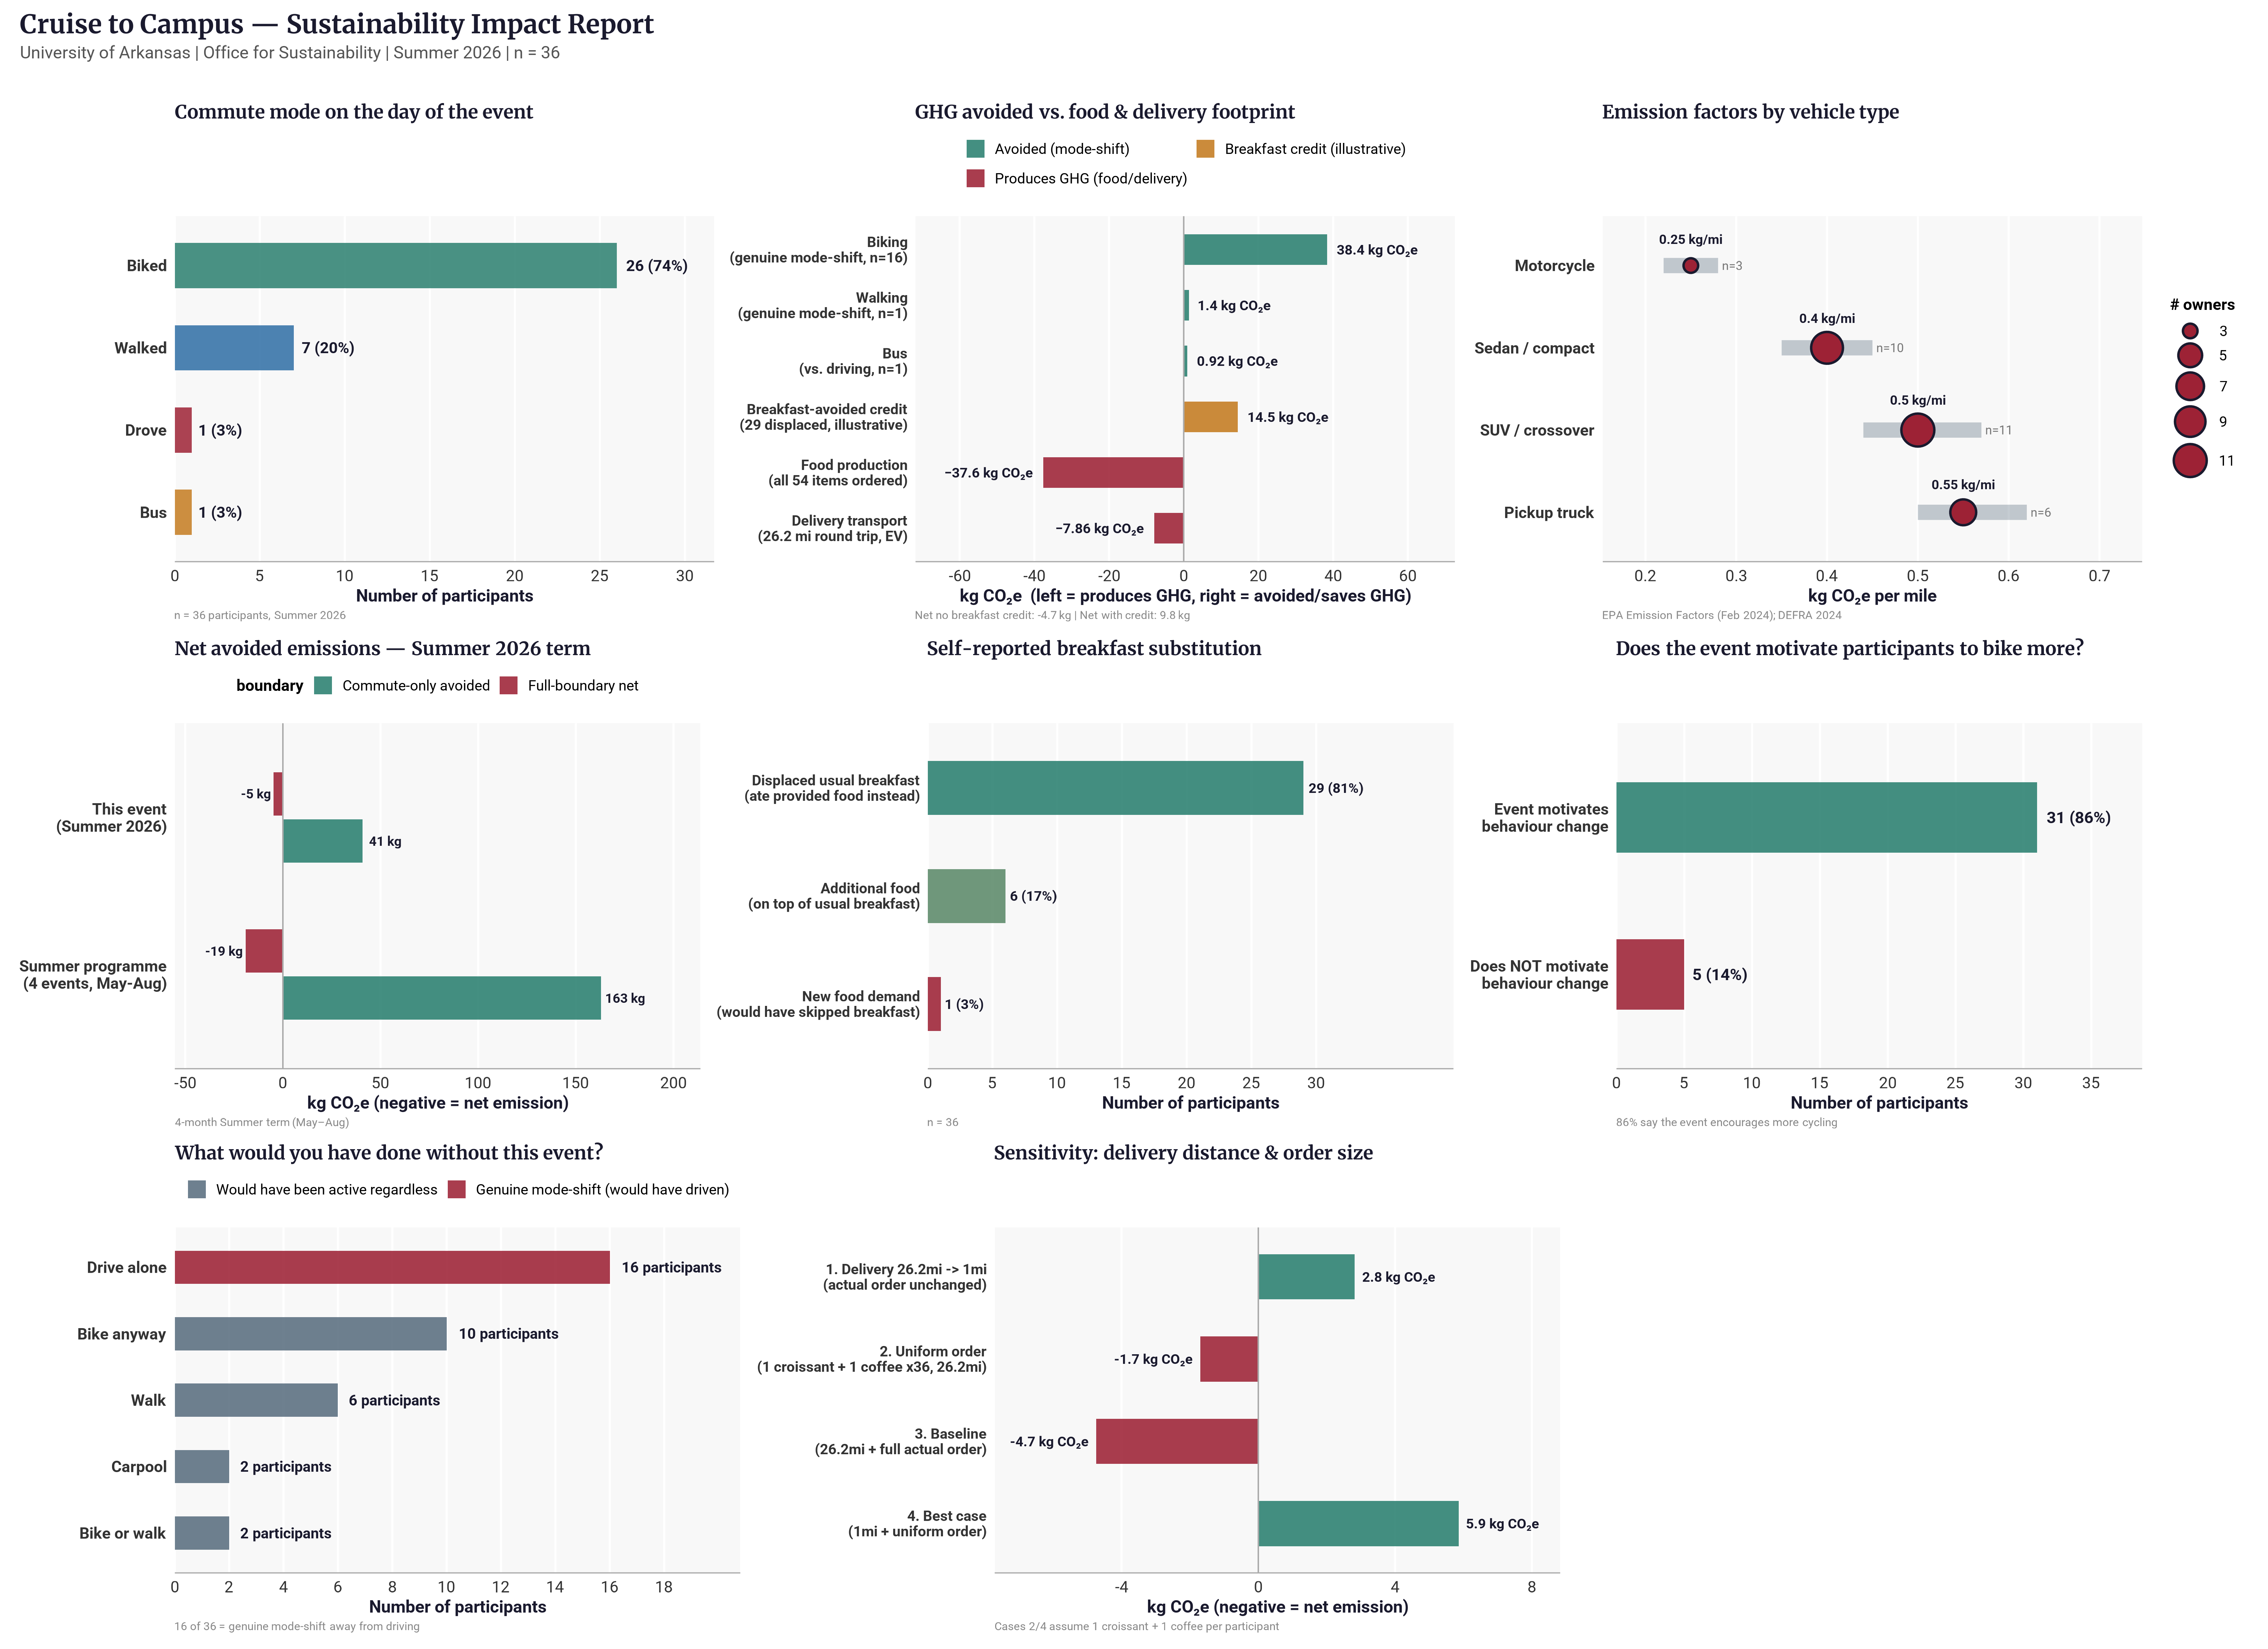 Cruise to Campus — Sustainability Impact Report
University of Arkansas | Office for Sustainability | Summer 2026 | n = 36
Commute mode on the day of the event
Biked
Walked
Drove
Bus
26 (74%)
7 (20%)
1 (3%)
1 (3%)
0 5 10 15 20 25 30
Number of participants
n = 36 participants, Summer 2026
GHG avoided vs. food & delivery footprint
Avoided (mode-shift)
Breakfast credit (illustrative)
Produces GHG (food/delivery)
Biking
(genuine mode-shift, n=16)
38.4 kg CO₂e
Walking
(genuine mode-shift, n=1)
1.4 kg CO₂e
Bus
(vs. driving, n=1)
0.92 kg CO₂e
Breakfast-avoided credit
(29 displaced, illustrative)
14.5 kg CO₂e
Food production
(all 54 items ordered)
−37.6 kg CO₂e
Delivery transport
(26.2 mi round trip, EV)
−7.86 kg CO₂e
-60 -40 -20 0 20 40 60
kg CO₂e (left = produces GHG, right = avoided/saves GHG)
Net no breakfast credit: -4.7 kg | Net with credit: 9.8 kg
Emission factors by vehicle type
Motorcycle
0.25 kg/mi
n=3
Sedan / compact
0.4 kg/mi
n=10
SUV / crossover
0.5 kg/mi
n=11
Pickup truck
0.55 kg/mi
n=6
0.2 0.3 0.4 0.5 0.6 0.7
kg CO₂e per mile
EPA Emission Factors (Feb 2024); DEFRA 2024
# owners
3
5
7
9
11
Net avoided emissions — Summer 2026 term
boundary Commute-only avoided Full-boundary net
This event
(Summer 2026)
-5 kg
41 kg
Summer programme
(4 events, May-Aug)
-19 kg
163 kg
-50 0 50 100 150 200
kg CO₂e (negative = net emission)
4-month Summer term (May–Aug)
Self-reported breakfast substitution
Displaced usual breakfast
(ate provided food instead)
29 (81%)
Additional food
(on top of usual breakfast)
6 (17%)
New food demand
(would have skipped breakfast)
1 (3%)
0 5 10 15 20 25 30
Number of participants
n = 36
Does the event motivate participants to bike more?
Event motivates
behaviour change
31 (86%)
Does NOT motivate
behaviour change
5 (14%)
0 5 10 15 20 25 30 35
Number of participants
86% say the event encourages more cycling
What would you have done without this event?
Would have been active regardless Genuine mode-shift (would have driven)
Drive alone
16 participants
Bike anyway
10 participants
Walk
6 participants
Carpool
2 participants
Bike or walk
2 participants
0 2 4 6 8 10 12 14 16 18
Number of participants
16 of 36 = genuine mode-shift away from driving
Sensitivity: delivery distance & order size
1. Delivery 26.2mi -> 1mi
(actual order unchanged)
2.8 kg CO₂e
2. Uniform order
(1 croissant + 1 coffee x36, 26.2mi)
-1.7 kg CO₂e
3. Baseline
(26.2mi + full actual order)
-4.7 kg CO₂e
4. Best case
(1mi + uniform order)
5.9 kg CO₂e
-4 0 4 8
kg CO₂e (negative = net emission)
Cases 2/4 assume 1 croissant + 1 coffee per participant